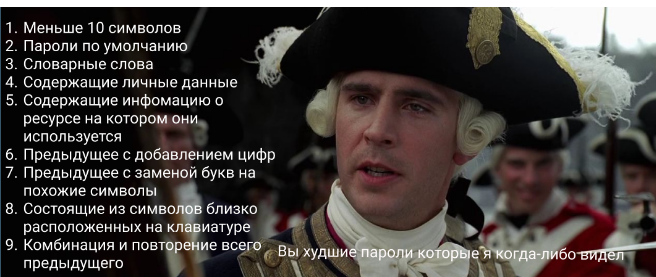 1. Меньше 10 символов
2. Пароли по умолчанию
3. Словарные слова
4. Содержащие личные данные
5. Содержащие инфомацию о
ресурсе на котором они
используется
6. Предыдущее с добавлением цифр
7. Предыдущее с заменой букв на
похожие символы
8. Состоящие из символов близко
расположенных на клавиатуре
9. Комбинация и повторение всего
предыдущего
Вы худшие пароли которые я когда-либо видел